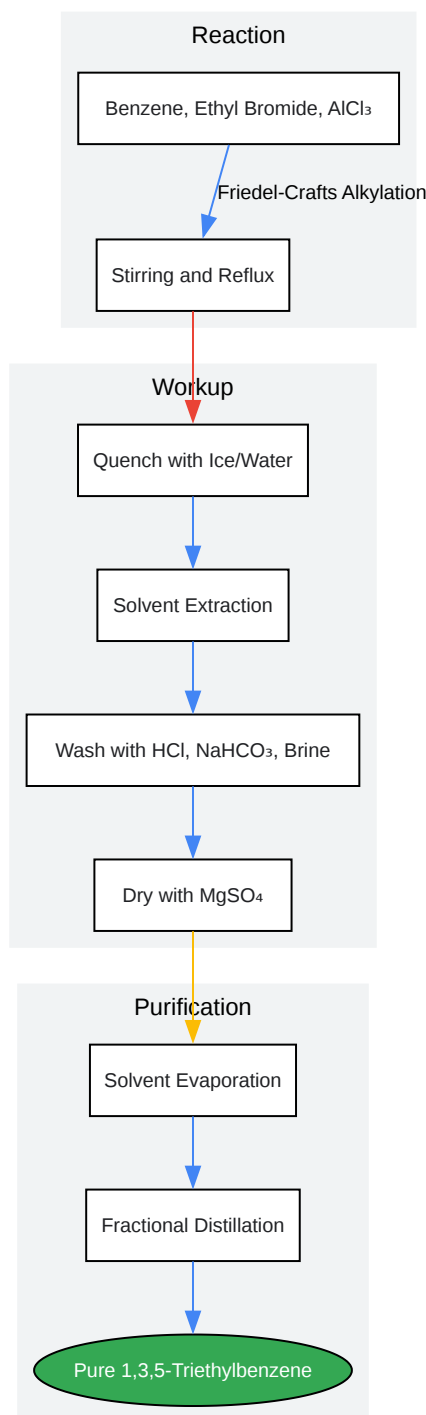 Reaction
Benzene, Ethyl Bromide, AlCl₃
Friedel-Crafts Alkylation
Stirring and Reflux
Workup
Quench with Ice/Water
Solvent Extraction
Wash with HCl, NaHCO₃, Brine
Dry with MgSO₄
Purification
Solvent Evaporation
Fractional Distillation
Pure 1,3,5-Triethylbenzene